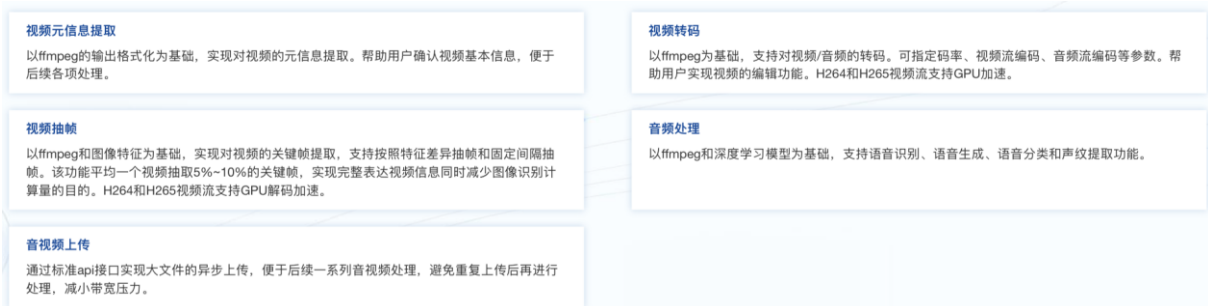 视频元信息提取
以ffmpeg的输出格式化为基础，实现对视频的元信息提取。帮助用户确认视频基本信息，便于
后续各项处理。
视频转码
以ffmpeg为基础，支持对视频/音频的转码。可指定码率、视频流编码、音频流编码等参数。帮
助用户实现视频的编辑功能。H264和H265视频流支持GPU加速。
视频抽帧
以ffmpeg和图像特征为基础，实现对视频的关键帧提取，支持按照特征差异抽帧和固定间隔抽
帧。该功能平均一个视频抽取5%~10%的关键帧，实现完整表达视频信息同时减少图像识别计
算量的目的。H264和H265视频流支持GPU解码加速。
音频处理
以ffmpeg和深度学习模型为基础，支持语音识别、语音生成、语音分类和声纹提取功能。
音视频上传
通过标准api接口实现大文件的异步上传，便于后续一系列音视频处理，避免重复上传后再进行
处理，减小带宽压力。